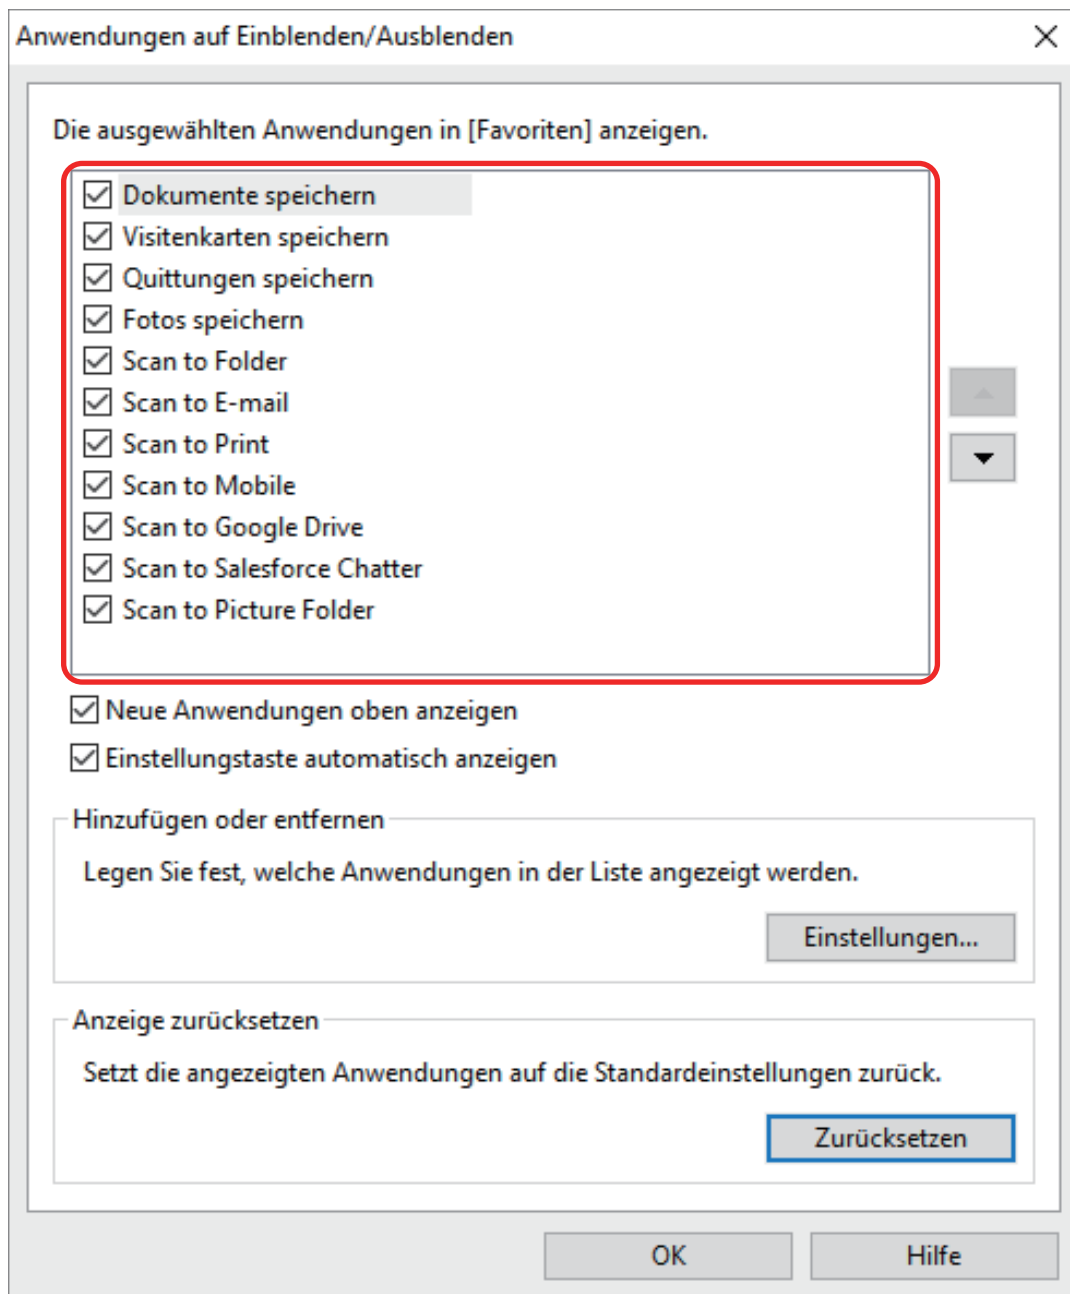 Anwendungen auf Einblenden/Ausblenden
Die ausgewählten Anwendungen in [Favoriten] anzeigen.
Dokumente speichern
Visitenkarten speichern
Quittungen speichern
Fotos speichern
Scan to Folder
Scan to E-mail
Scan to Print
Scan to Mobile
Scan to Google Drive
Scan to Salesforce Chatter
Scan to Picture Folder
Neue Anwendungen oben anzeigen
Einstellungstaste automatisch anzeigen
Hinzufügen oder entfernen
Legen Sie fest, welche Anwendungen in der Liste angezeigt werden.
Einstellungen...
Anzeige zurücksetzen
Setzt die angezeigten Anwendungen auf die Standardeinstellungen zurück.
Zurücksetzen
OK
Hilfe